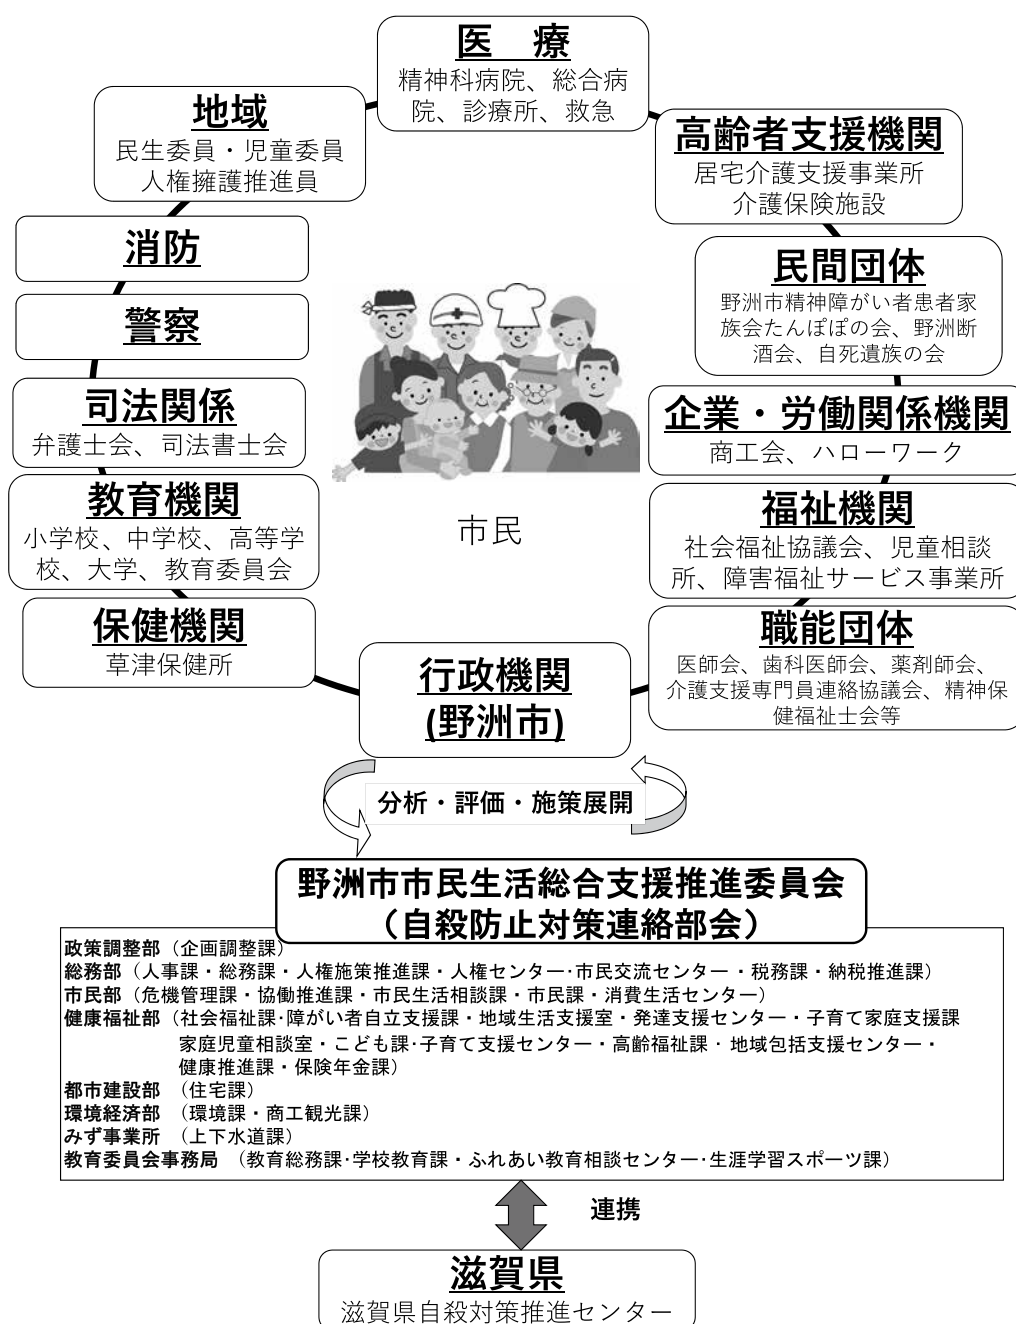 医　療
精神科病院、総合病
院、診療所、救急
地域
民生委員・児童委員
人権擁護推進員
高齢者支援機関
居宅介護支援事業所
介護保険施設
消防
民間団体
野洲市精神障がい者患者家
族会たんぽぽの会、野洲断
酒会、自死遺族の会
警察
司法関係
弁護士会、司法書士会
企業・労働関係機関
商工会、ハローワーク
教育機関
小学校、中学校、高等学
校、大学、教育委員会
市民
福祉機関
社会福祉協議会、児童相談
所、障害福祉サービス事業所
保健機関
草津保健所
職能団体
医師会、歯科医師会、薬剤師会、
介護支援専門員連絡協議会、精神保
健福祉士会等
行政機関
(野洲市)
分析・評価・施策展開
野洲市市民生活総合支援推進委員会
（自殺防止対策連絡部会）
政策調整部（企画調整課）
総務部（人事課・総務課・人権施策推進課・人権センター・市民交流センター・税務課・納税推進課）
市民部（危機管理課・協働推進課・市民生活相談課・市民課・消費生活センター）
健康福祉部（社会福祉課・障がい者自立支援課・地域生活支援室・発達支援センター・子育て家庭支援課
家庭児童相談室・こども課・子育て支援センター・高齢福祉課・地域包括支援センター・
健康推進課・保険年金課）
都市建設部　（住宅課）
環境経済部　（環境課・商工観光課）
みず事業所　（上下水道課）
教育委員会事務局　（教育総務課・学校教育課・ふれあい教育相談センター・生涯学習スポーツ課）
連携
滋賀県
滋賀県自殺対策推進センター